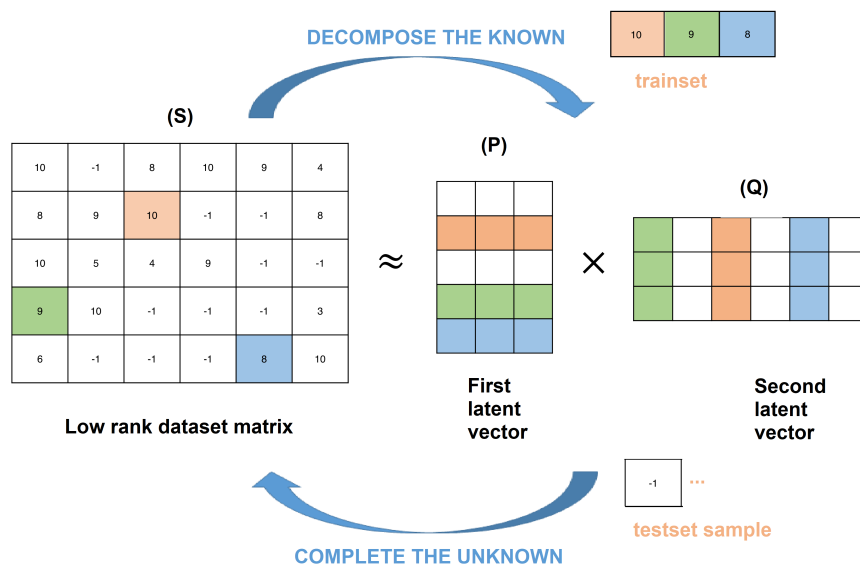 DECOMPOSE THE KNOWN
10 9 8
trainset
(S)
(P)
(Q)
10 -1 8 10 9 4
8 9 10 -1 -1 8
10 5 4 9 -1 -1
9 10 -1 -1 -1 3
6 -1 -1 -1 8 10
≈
×
Low rank dataset matrix
First
latent
vector
Second
latent
vector
-1 ...
testset sample
COMPLETE THE UNKNOWN